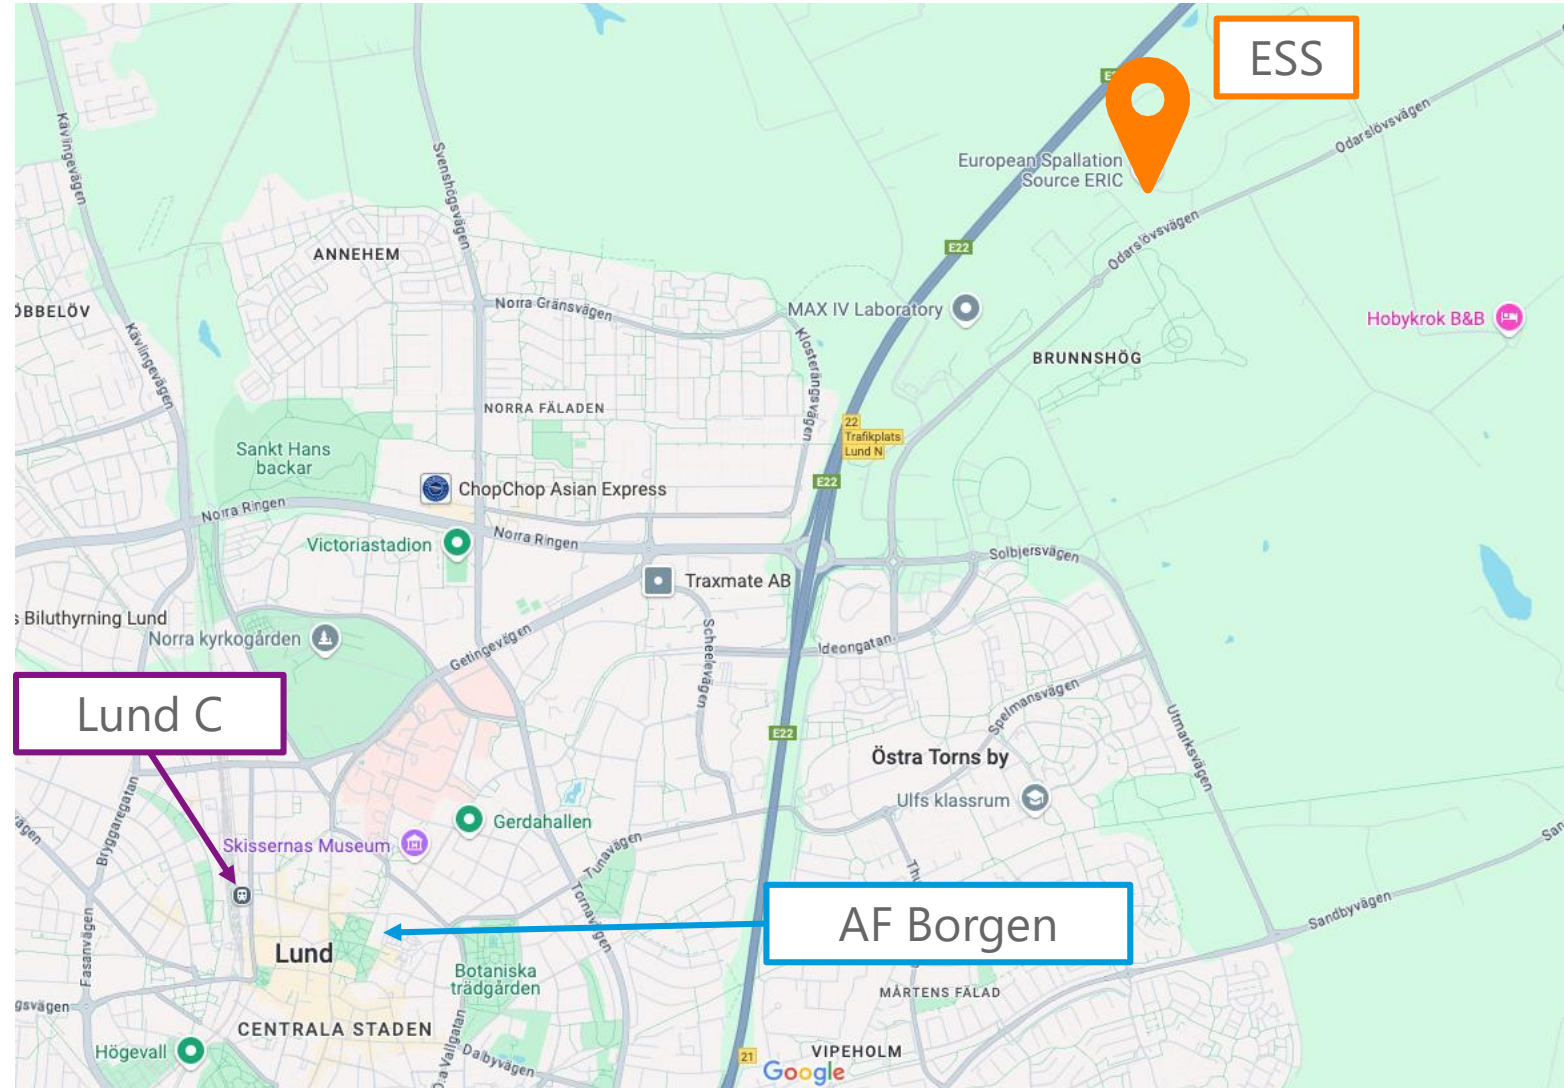 ESS
European Spallation
Source ERIC
Odarslövsvägen
Odarslövsvägen
E22
Kävlingevägen
Svenshögsvägen
ANNEHEM
Norra Gränsvägen
MAX IV Laboratory
Hobykrok B&B
BRUNNSHÖG
Kävlingevägen
Klosterängsvägen
NORRA FÄLADEN
22
Trafikplats
Lund N
Sankt Hans
backar
E22
ChopChop Asian Express
Norra Ringen
Norra Ringen
Victoriastadion
Solbjersvägen
Traxmate AB
Biluthyrning Lund
Norra kyrkogården
Getingevägen
Scheelevägen
Ideongatan
Spelmansvägen
Utmarksvägen
Lund C
E22
Östra Torns by
Ulfs klassrum
Bryggaregatan
Gerdahallen
Skissernas Museum
Tunavägen
Tornavägen
AF Borgen
Sandbyvägen
Fasanvägen
Lund
Botaniska
trädgården
MÅRTENS FÄLAD
gsvägen
CENTRALA STADEN
Högevall
Dalbyvägen
21
VIPEHOLM
Google